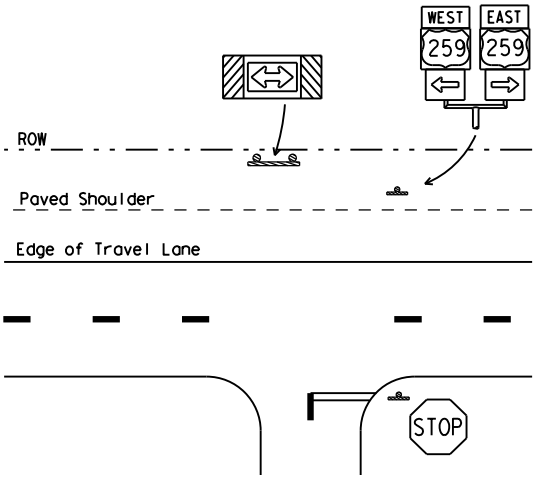 WEST EAST
259 259
ROW
Paved Shoulder
Edge of Travel Lane
STOP